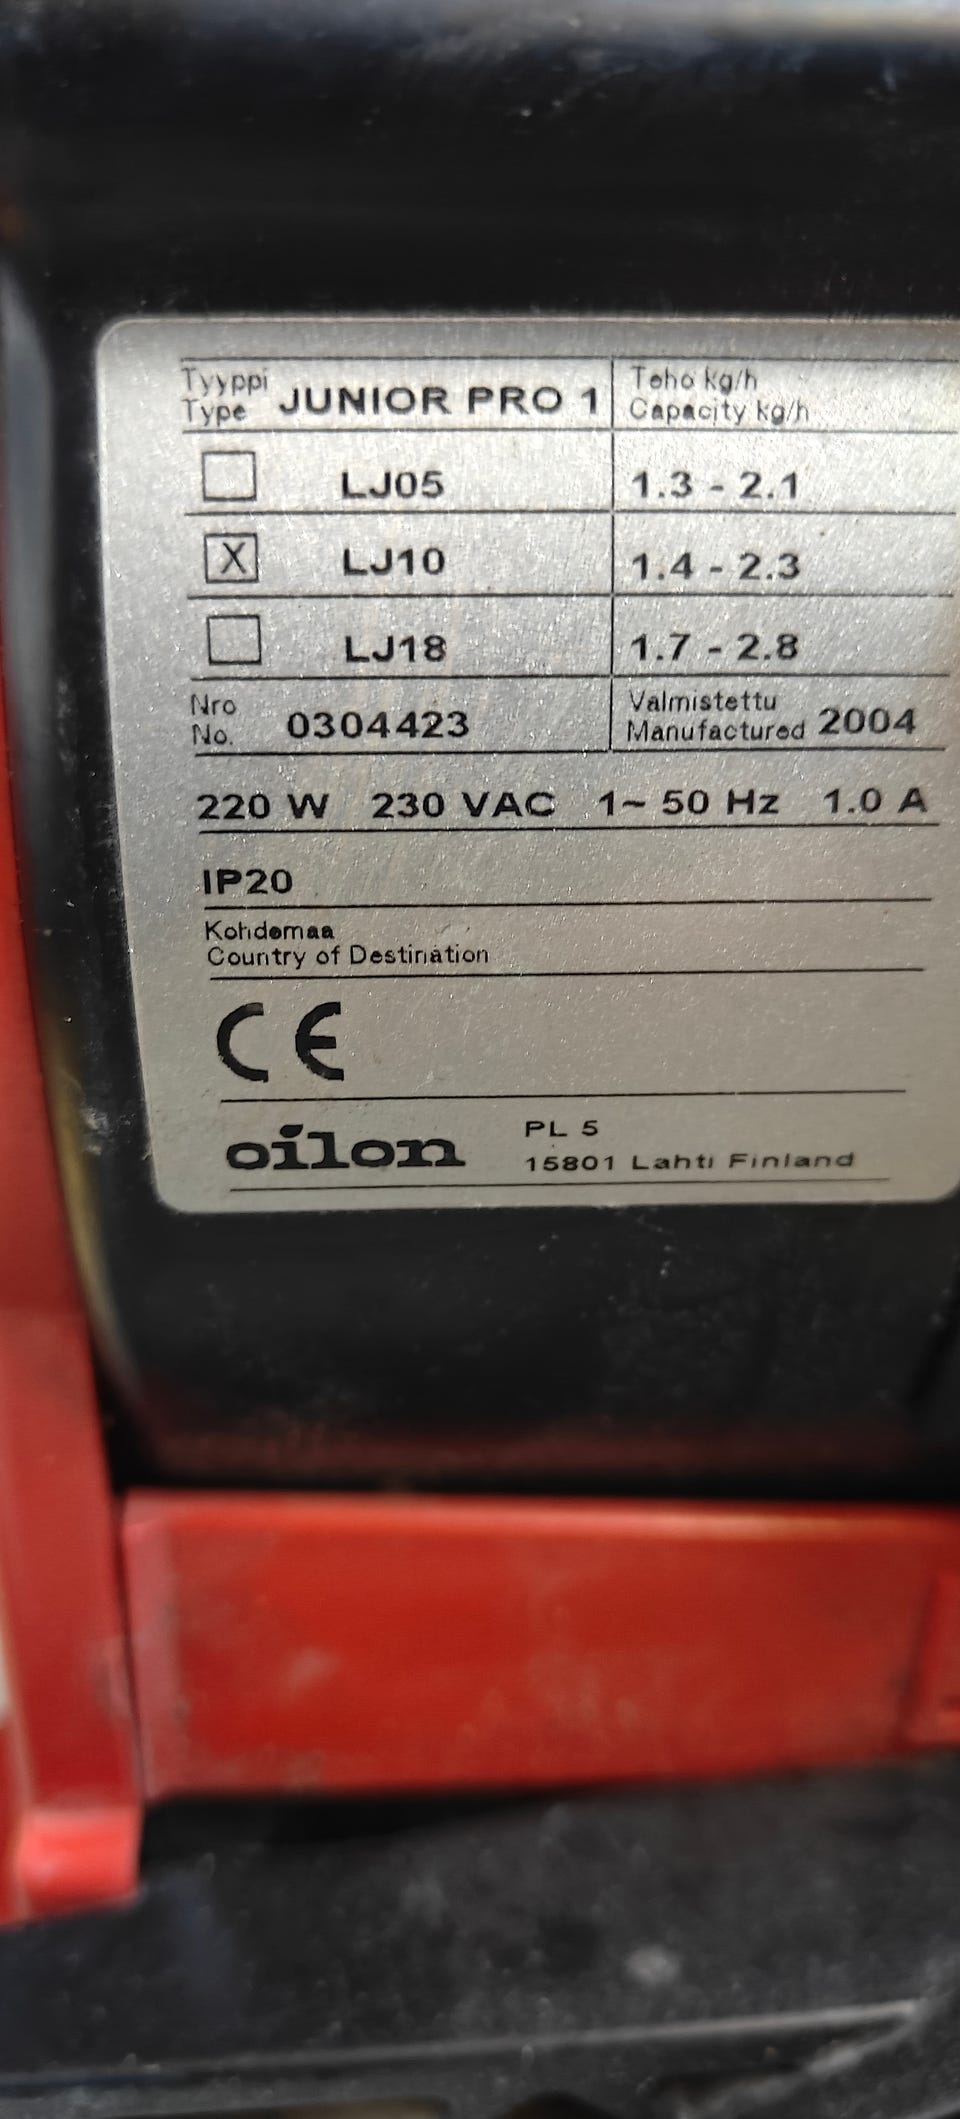 Tyyppi
Type JUNIOR PRO 1
Teho kg/h
Capacity kg/h
LJ05 1.3 - 2.1
X LJ10 1.4 - 2.3
LJ18 1.7 - 2.8
Nro
No. 0304423
Valmistettu
Manufactured 2004
220 W 230 VAC 1~ 50 Hz 1.0 A
IP20
Kohdemaa
Country of Destination
CE
oilon
PL 5
15801 Lahti Finland